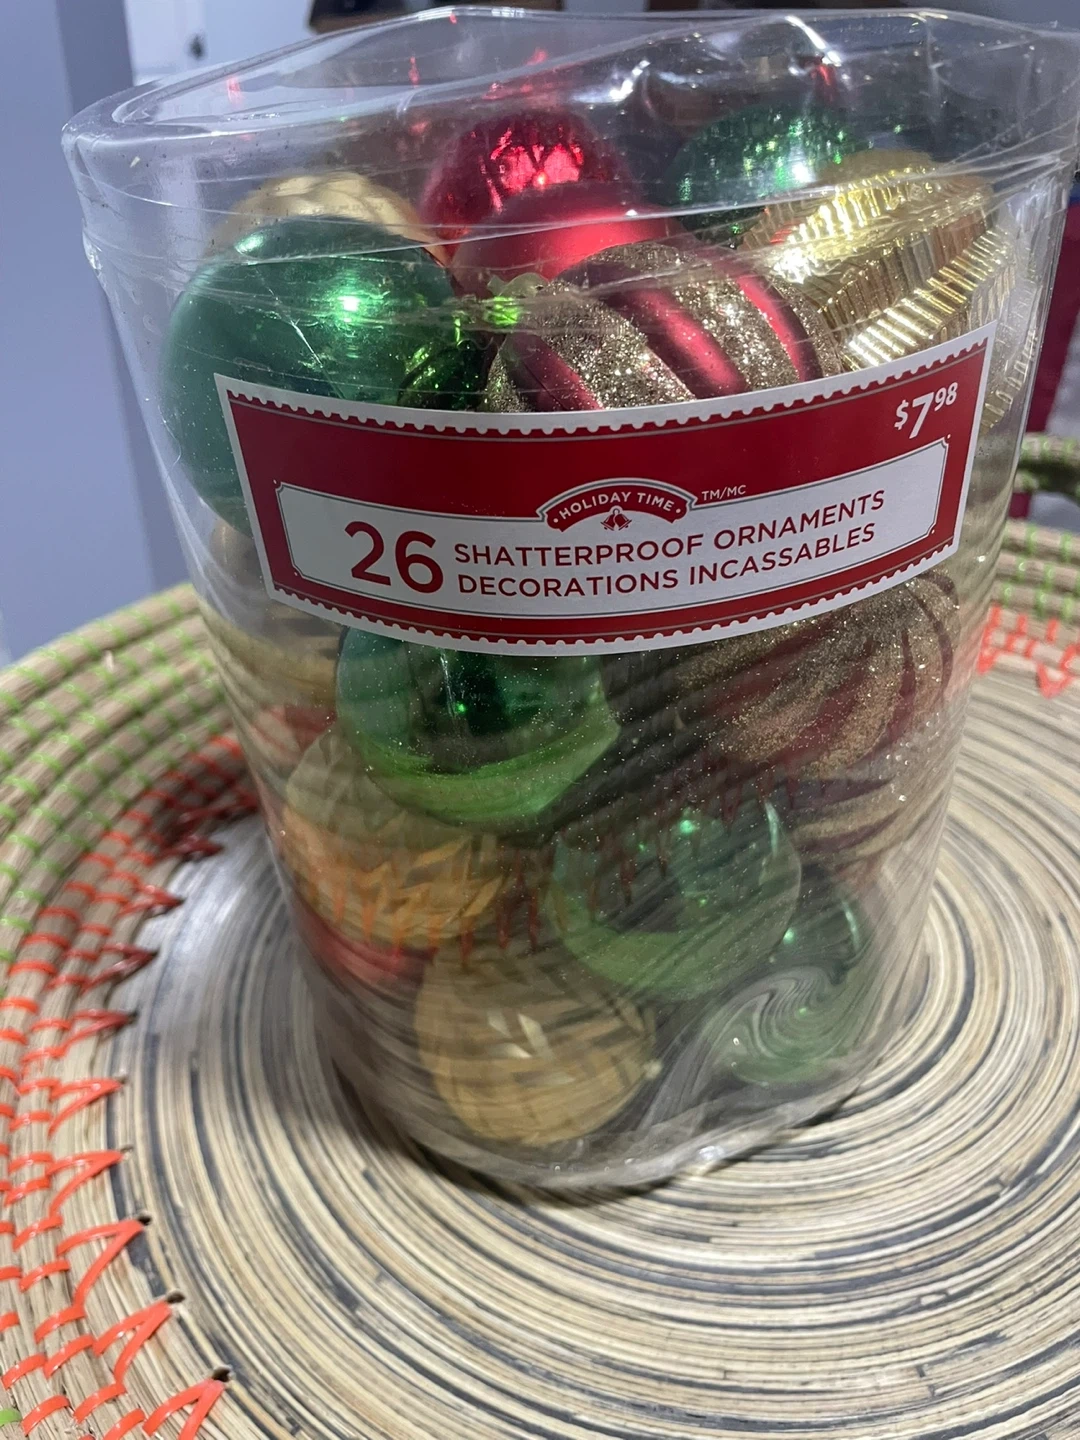 $7.98
HOLIDAY TIME TM/MC
26 SHATTERPROOF ORNAMENTS
DECORATIONS INCASSABLES